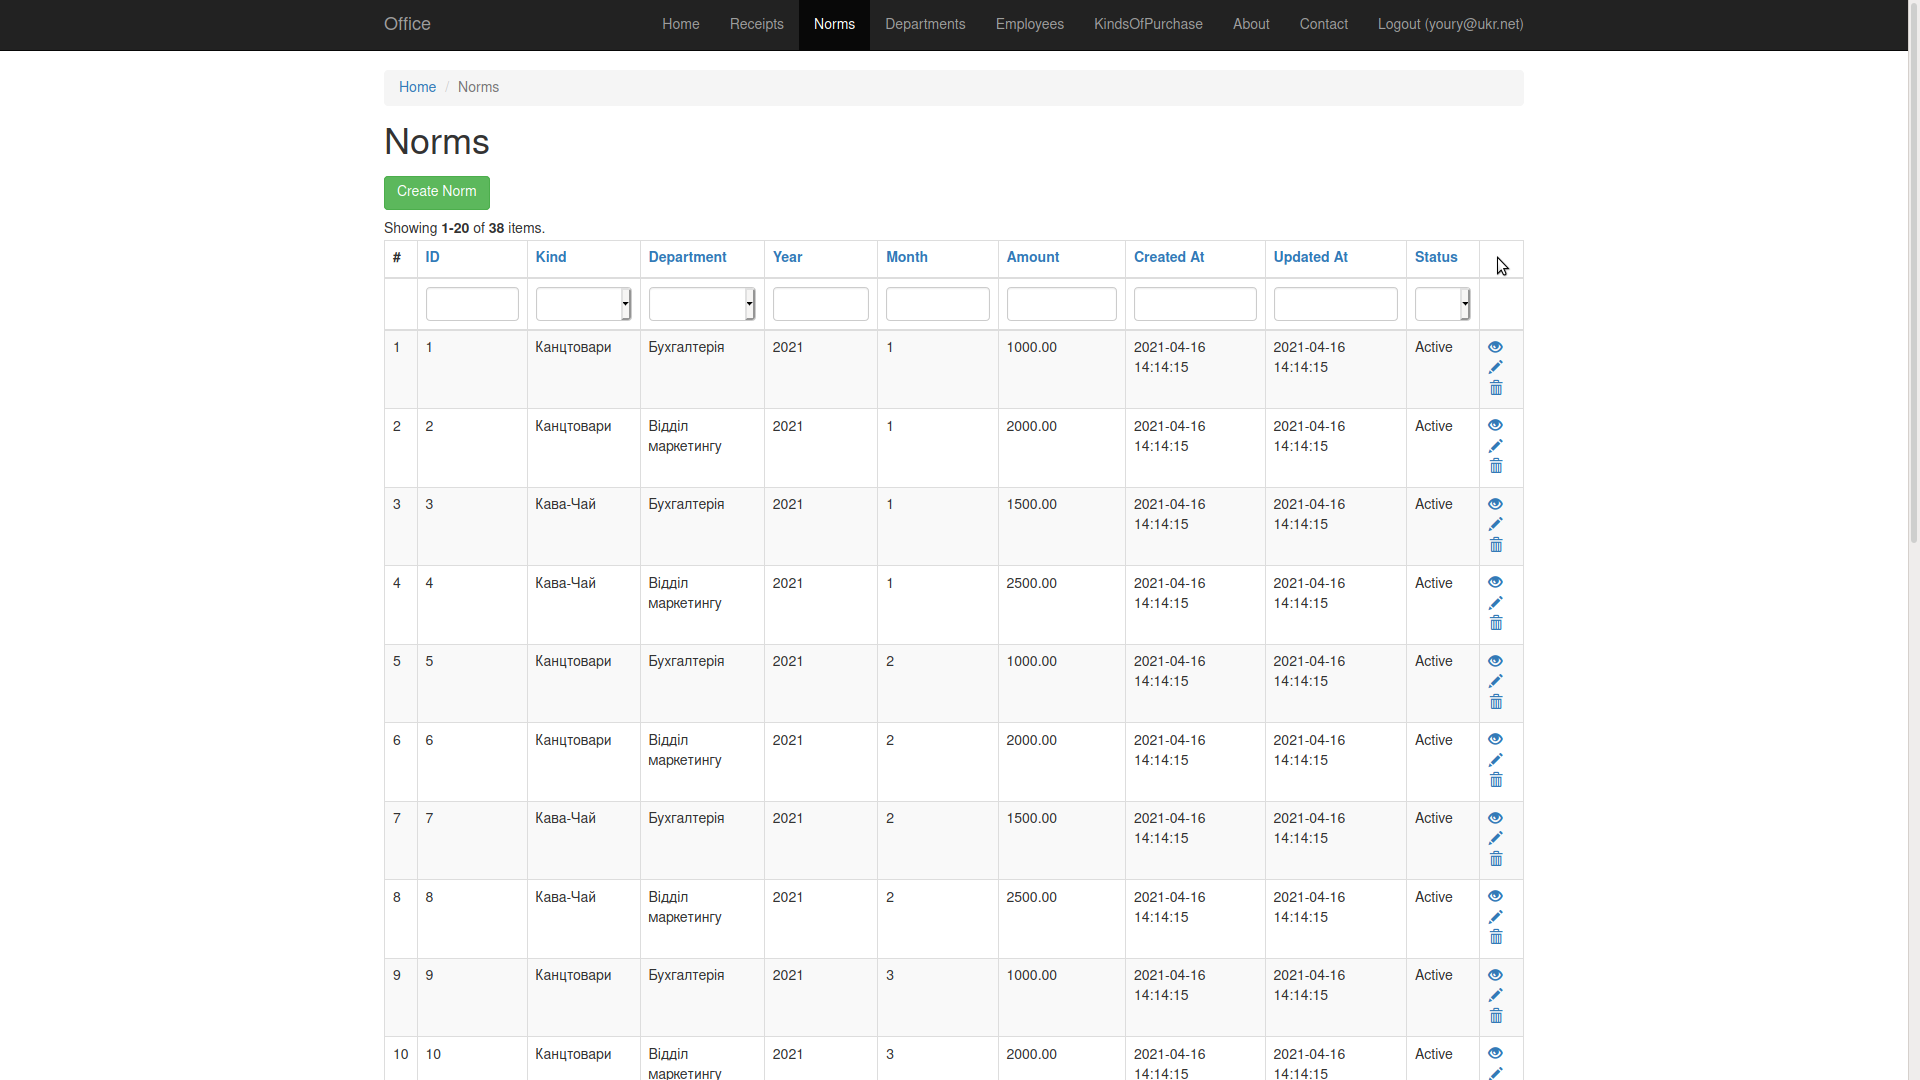 Office Home Receipts Norms Departments Employees KindsOfPurchase About Contact Logout (youry@ukr.net)
Home / Norms
Norms
Create Norm
Showing 1-20 of 38 items.
# ID Kind Department Year Month Amount Created At Updated At Status
1 1 Канцтовари Бухгалтерія 2021 1 1000.00 2021-04-16 2021-04-16 Active
14:14:15 14:14:15
2 2 Канцтовари Відділ 2021 1 2000.00 2021-04-16 2021-04-16 Active
маркетингу 14:14:15 14:14:15
3 3 Кава-Чай Бухгалтерія 2021 1 1500.00 2021-04-16 2021-04-16 Active
14:14:15 14:14:15
4 4 Кава-Чай Відділ 2021 1 2500.00 2021-04-16 2021-04-16 Active
маркетингу 14:14:15 14:14:15
5 5 Канцтовари Бухгалтерія 2021 2 1000.00 2021-04-16 2021-04-16 Active
14:14:15 14:14:15
6 6 Канцтовари Відділ 2021 2 2000.00 2021-04-16 2021-04-16 Active
маркетингу 14:14:15 14:14:15
7 7 Кава-Чай Бухгалтерія 2021 2 1500.00 2021-04-16 2021-04-16 Active
14:14:15 14:14:15
8 8 Кава-Чай Відділ 2021 2 2500.00 2021-04-16 2021-04-16 Active
маркетингу 14:14:15 14:14:15
9 9 Канцтовари Бухгалтерія 2021 3 1000.00 2021-04-16 2021-04-16 Active
14:14:15 14:14:15
10 10 Канцтовари Відділ 2021 3 2000.00 2021-04-16 2021-04-16 Active
маркетингу 14:14:15 14:14:15